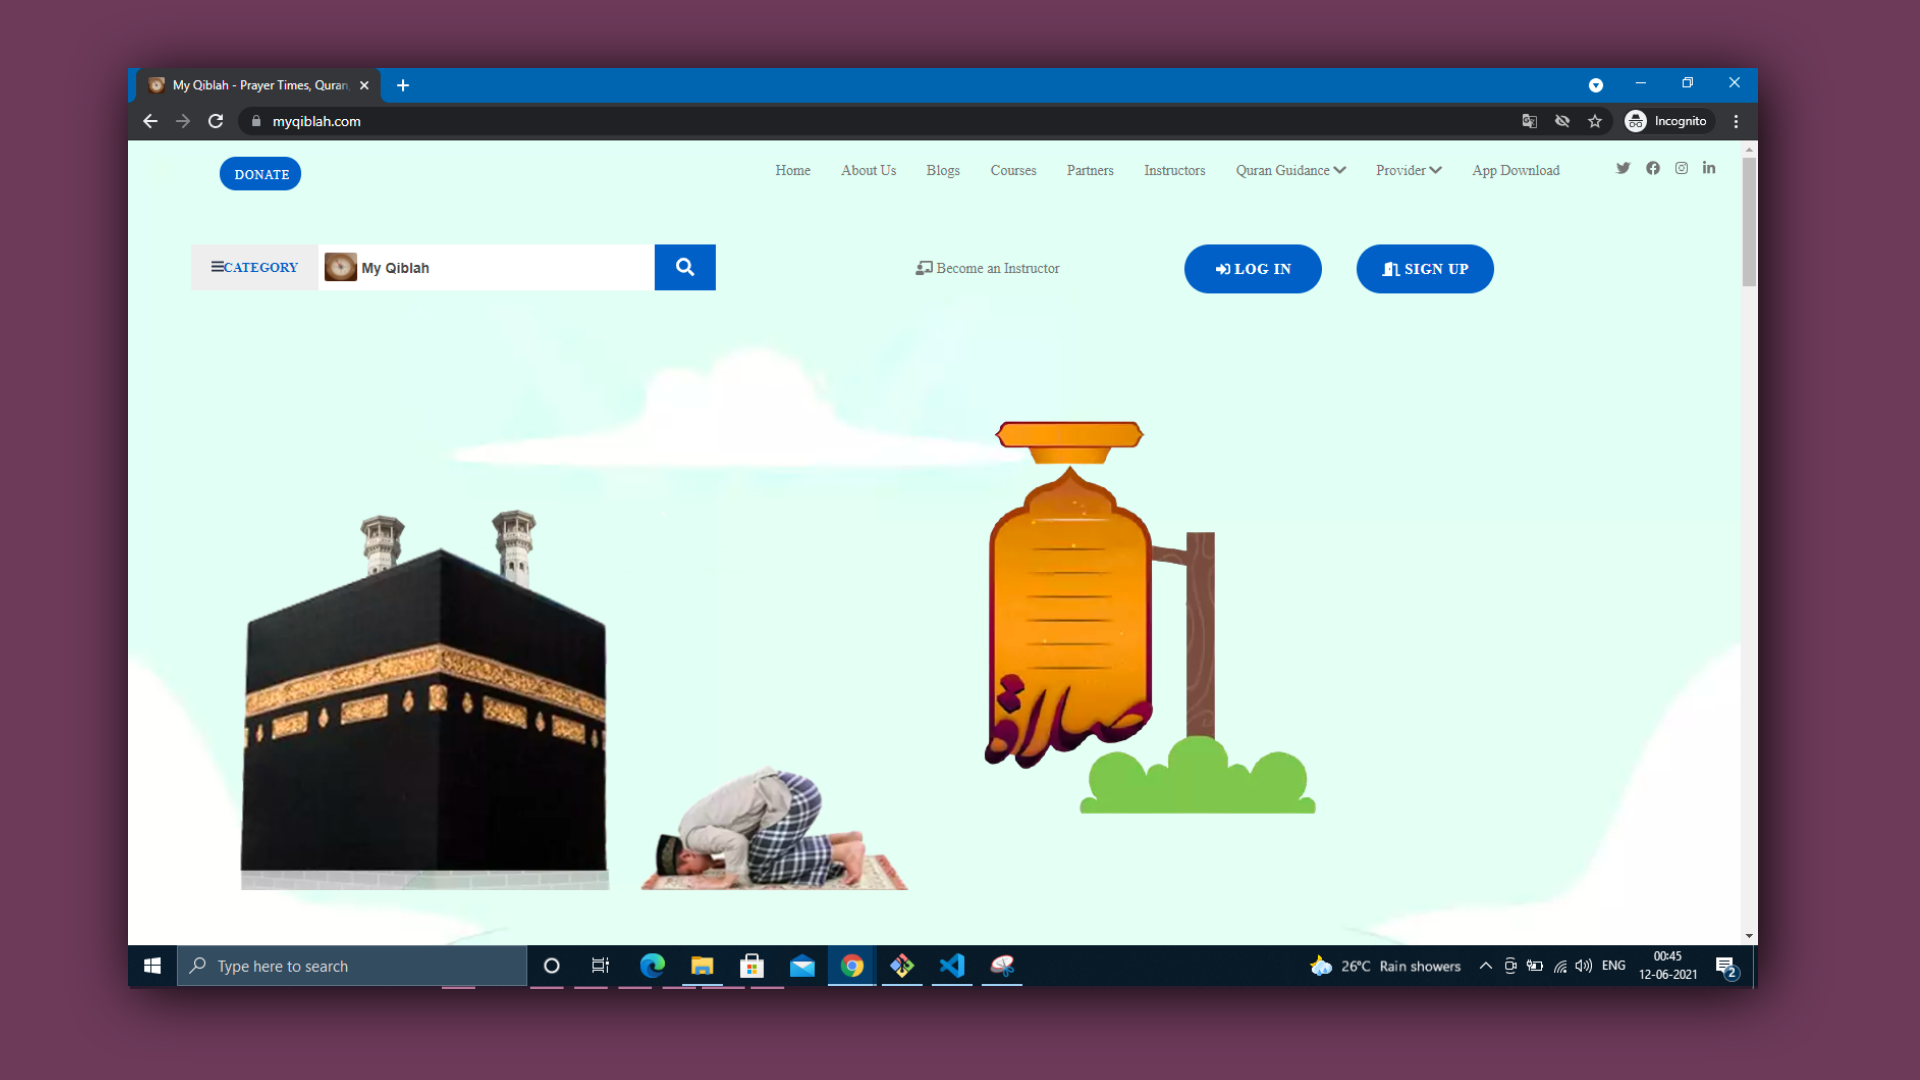 My Qiblah - Prayer Times, Quran,
myqiblah.com
Incognito
DONATE
Home About Us Blogs Courses Partners Instructors Quran Guidance Provider App Download
CATEGORY My Qiblah
Become an Instructor
LOG IN
SIGN UP
صلاة
Type here to search
26°C Rain showers
ENG
00:45
12-06-2021
2